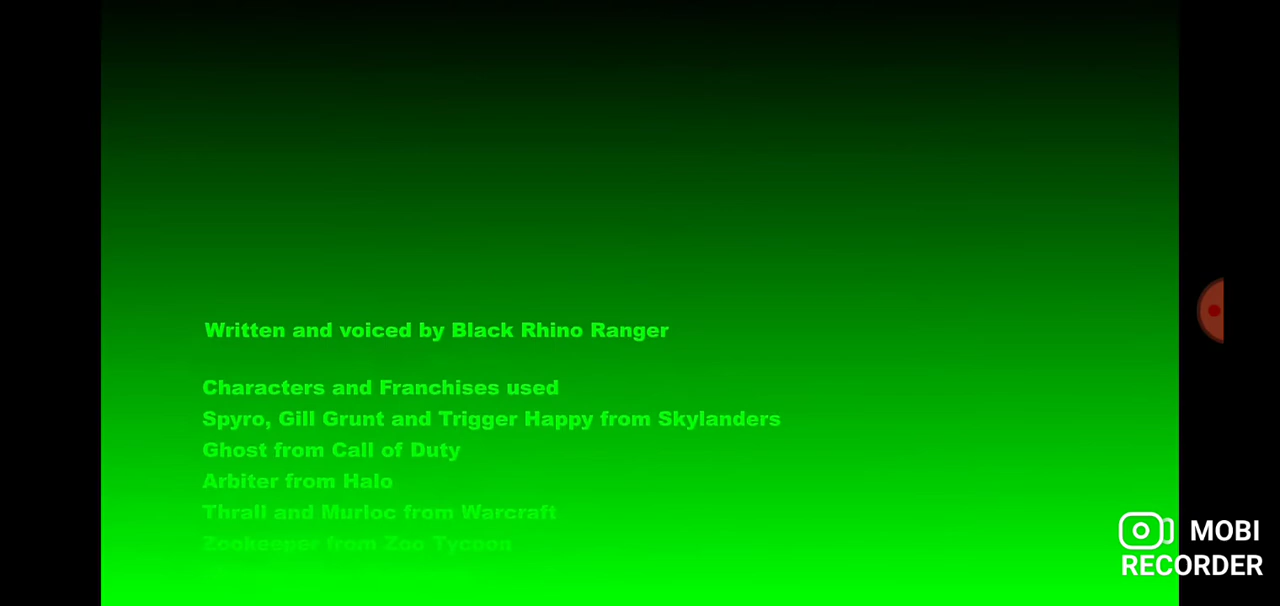 Written and voiced by Black Rhino Ranger
Characters and Franchises used
Spyro, Gill Grunt and Trigger Happy from Skylanders
Ghost from Call of Duty
Arbiter from Halo
Thrall and Murloc from Warcraft
Zookeeper from Zoo Tycoon
MOBI
RECORDER